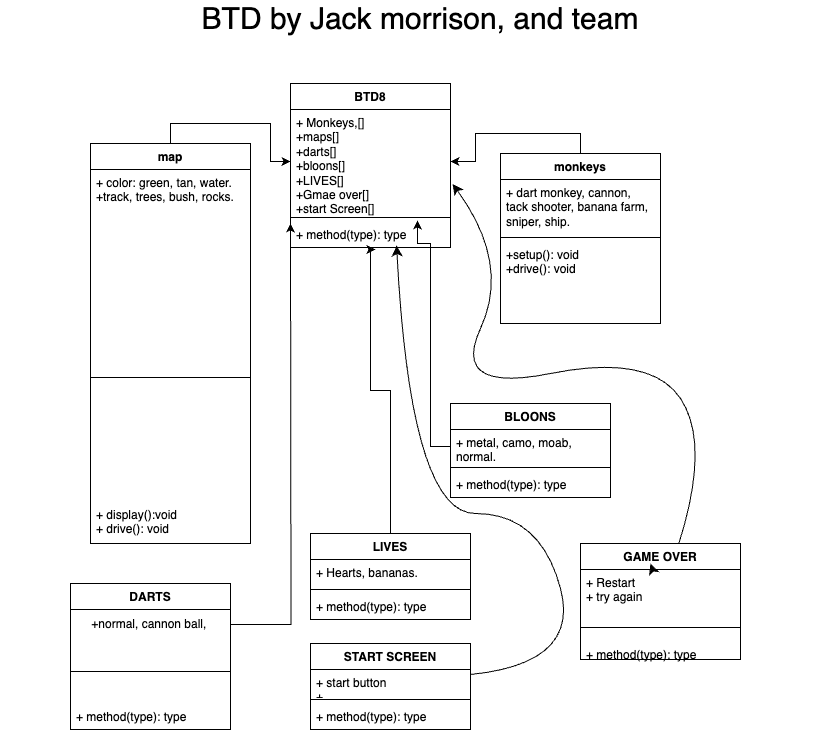 BTD by Jack morrison, and team
BTD8
+ Monkeys,[]
+maps[]
+darts[]
+bloons[]
+LIVES[]
+Gmae over[]
+start Screen[]
+ method(type): type
map
+ color: green, tan, water.
+track, trees, bush, rocks.
+ display():void
+ drive(): void
monkeys
+ dart monkey, cannon,
tack shooter, banana farm,
sniper, ship.
+setup(): void
+drive(): void
BLOONS
+ metal, camo, moab,
normal.
+ method(type): type
LIVES
+ Hearts, bananas.
+ method(type): type
GAME OVER
+ Restart
+ try again
+ method(type): type
DARTS
+normal, cannon ball,
+ method(type): type
START SCREEN
+ start button
+
+ method(type): type